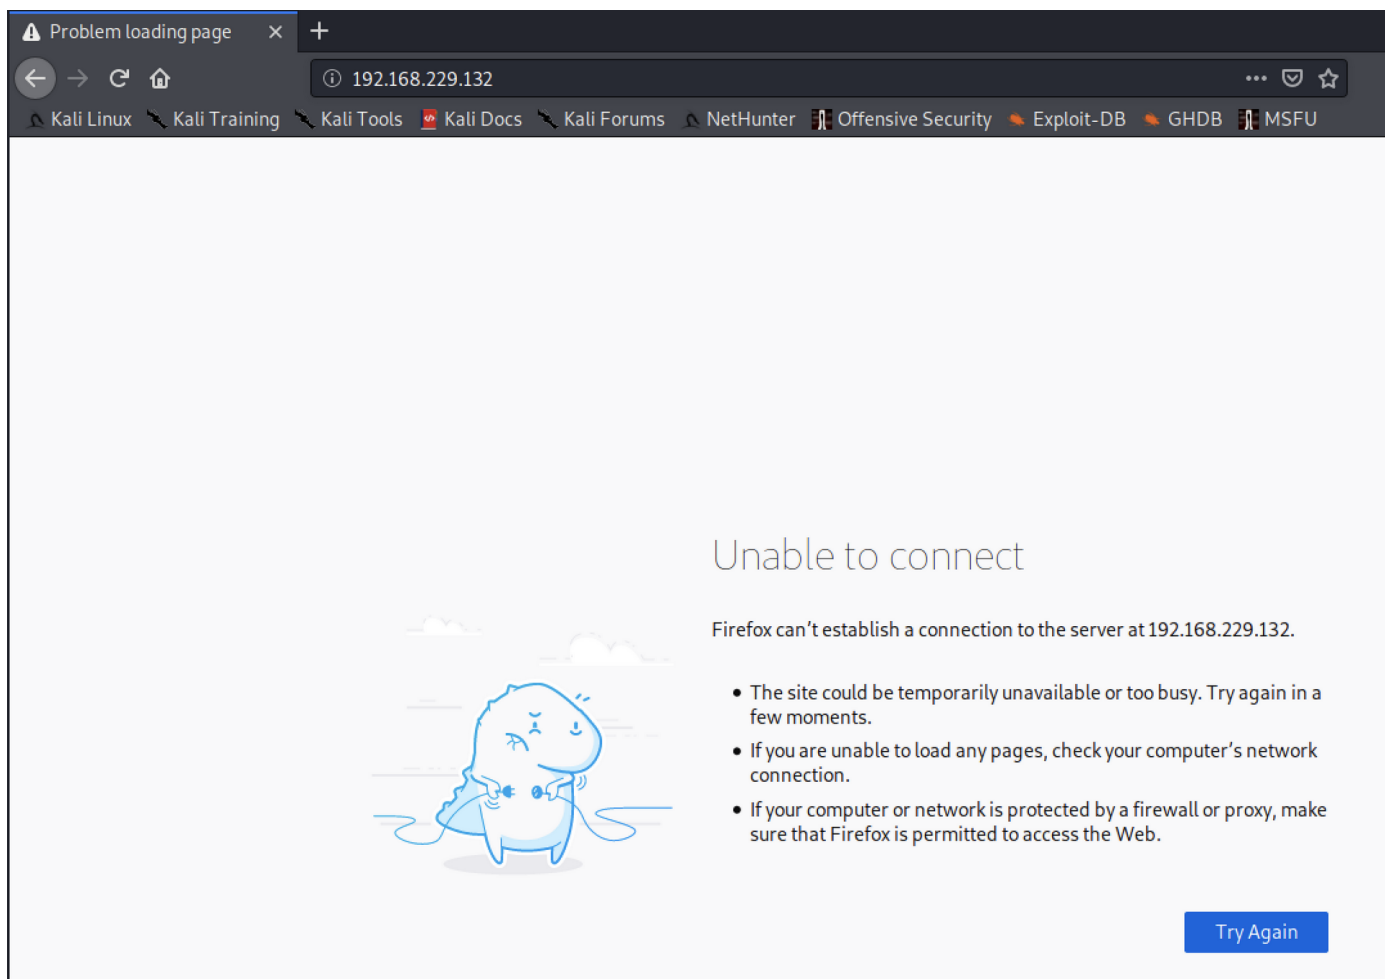 Problem loading page
192.168.229.132
Kali Linux Kali Training Kali Tools Kali Docs Kali Forums NetHunter Offensive Security Exploit-DB GHDB MSFU
Unable to connect
Firefox can’t establish a connection to the server at 192.168.229.132.
The site could be temporarily unavailable or too busy. Try again in a
few moments.
If you are unable to load any pages, check your computer’s network
connection.
If your computer or network is protected by a firewall or proxy, make
sure that Firefox is permitted to access the Web.
Try Again